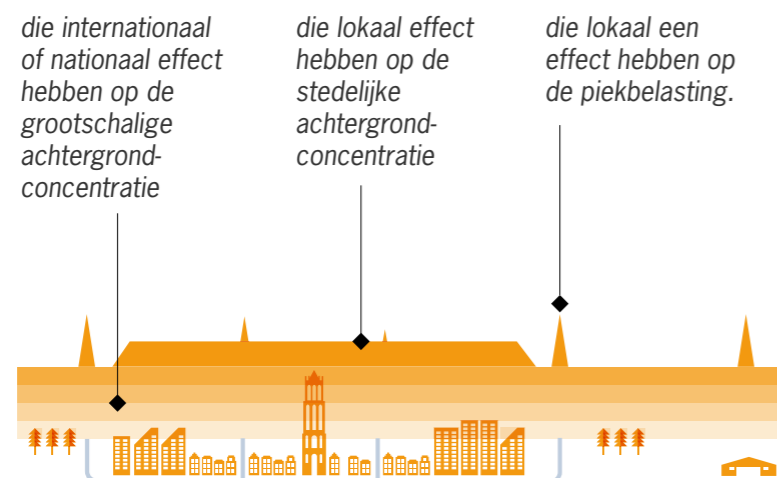 die internationaal
of nationaal effect
hebben op de
grootschalige
achtergrond-
concentratie
die lokaal effect
hebben op de
stedelijke
achtergrond-
concentratie
die lokaal een
effect hebben op
de piekbelasting.